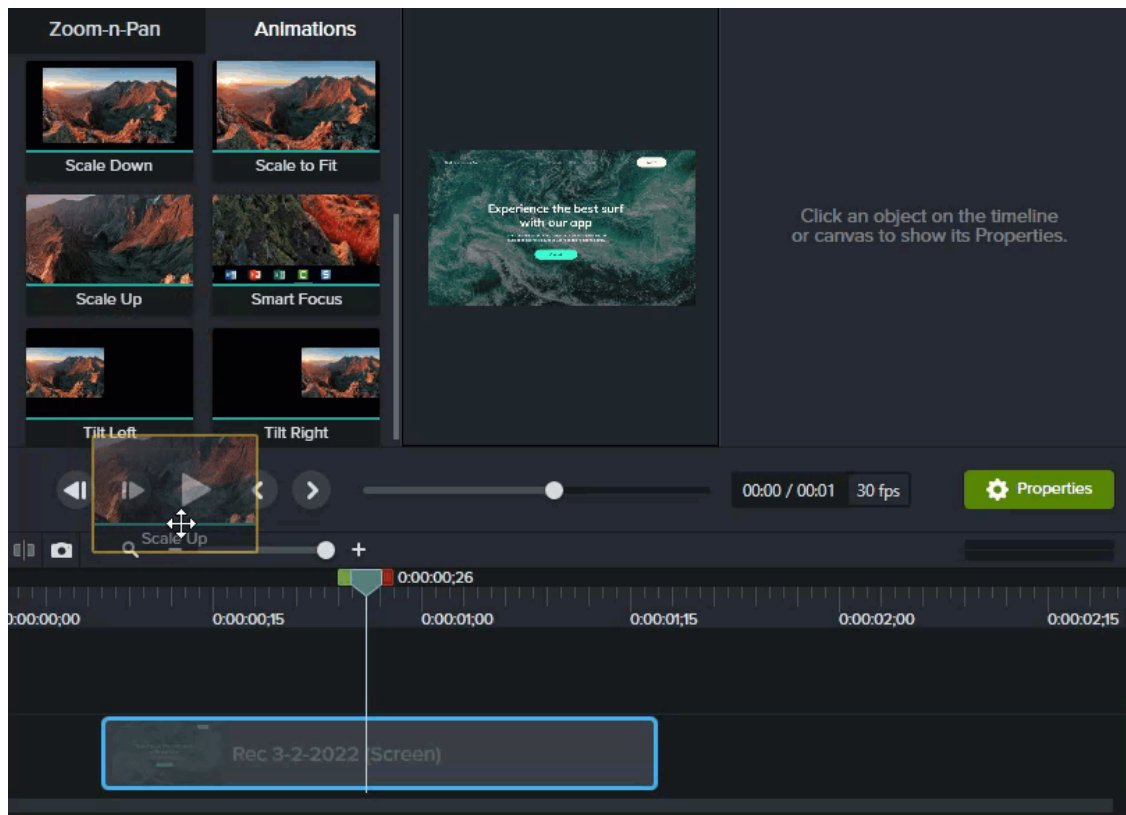 Zoom-n-Pan
Animations
Scale Down
Scale to Fit
Scale Up
Smart Focus
Tilt Left
Tilt Right
Experience the best surf
with our app
Click an object on the timeline
or canvas to show its Properties.
Scale Up
00:00 / 00:01
30 fps
Properties
0:00:00;26
0:00:00;00
0:00:00;15
0:00:01;00
0:00:01;15
0:00:02;00
0:00:02;15
Rec 3-2-2022 (Screen)